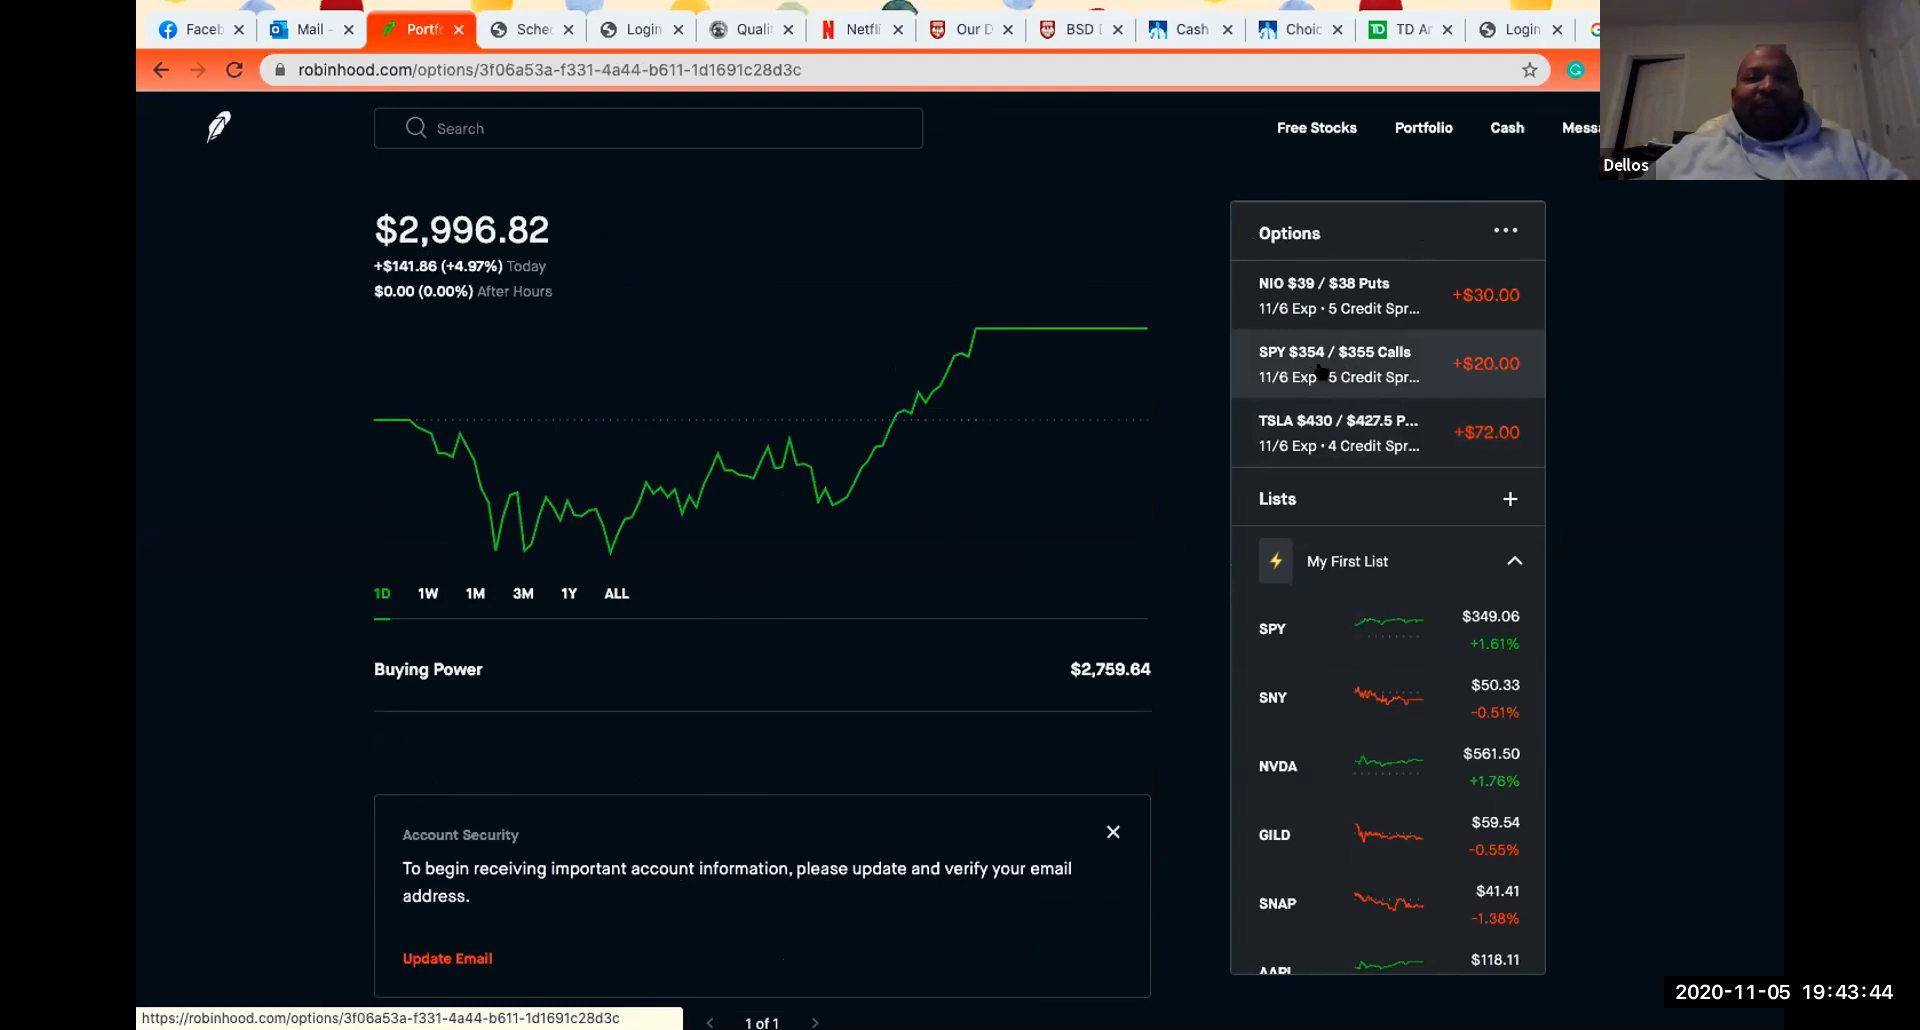 Faceb
Mail -
Portfo
Sche
Login
Quali
Netfli
Our D
BSD
Cash
Choic
TD Ar
Login
robinhood.com/options/3f06a53a-f331-4a44-b611-1d1691c28d3c
Search
Free Stocks
Portfolio
Cash
Messa
Dellos
$2,996.82
+$141.86 (+4.97%) Today
$0.00 (0.00%) After Hours
1D 1W 1M 3M 1Y ALL
Buying Power $2,759.64
Account Security
To begin receiving important account information, please update and verify your email
address.
Update Email
Options
NIO $39 / $38 Puts
11/6 Exp • 5 Credit Spr...
+$30.00
SPY $354 / $355 Calls
11/6 Exp 5 Credit Spr...
+$20.00
TSLA $430 / $427.5 P...
11/6 Exp • 4 Credit Spr...
+$72.00
Lists
My First List
SPY
$349.06
+1.61%
SNY
$50.33
-0.51%
NVDA
$561.50
+1.76%
GILD
$59.54
-0.55%
SNAP
$41.41
-1.38%
AAPL
$118.11
2020-11-05 19:43:44
https://robinhood.com/options/3f06a53a-f331-4a44-b611-1d1691c28d3c
1 of 1